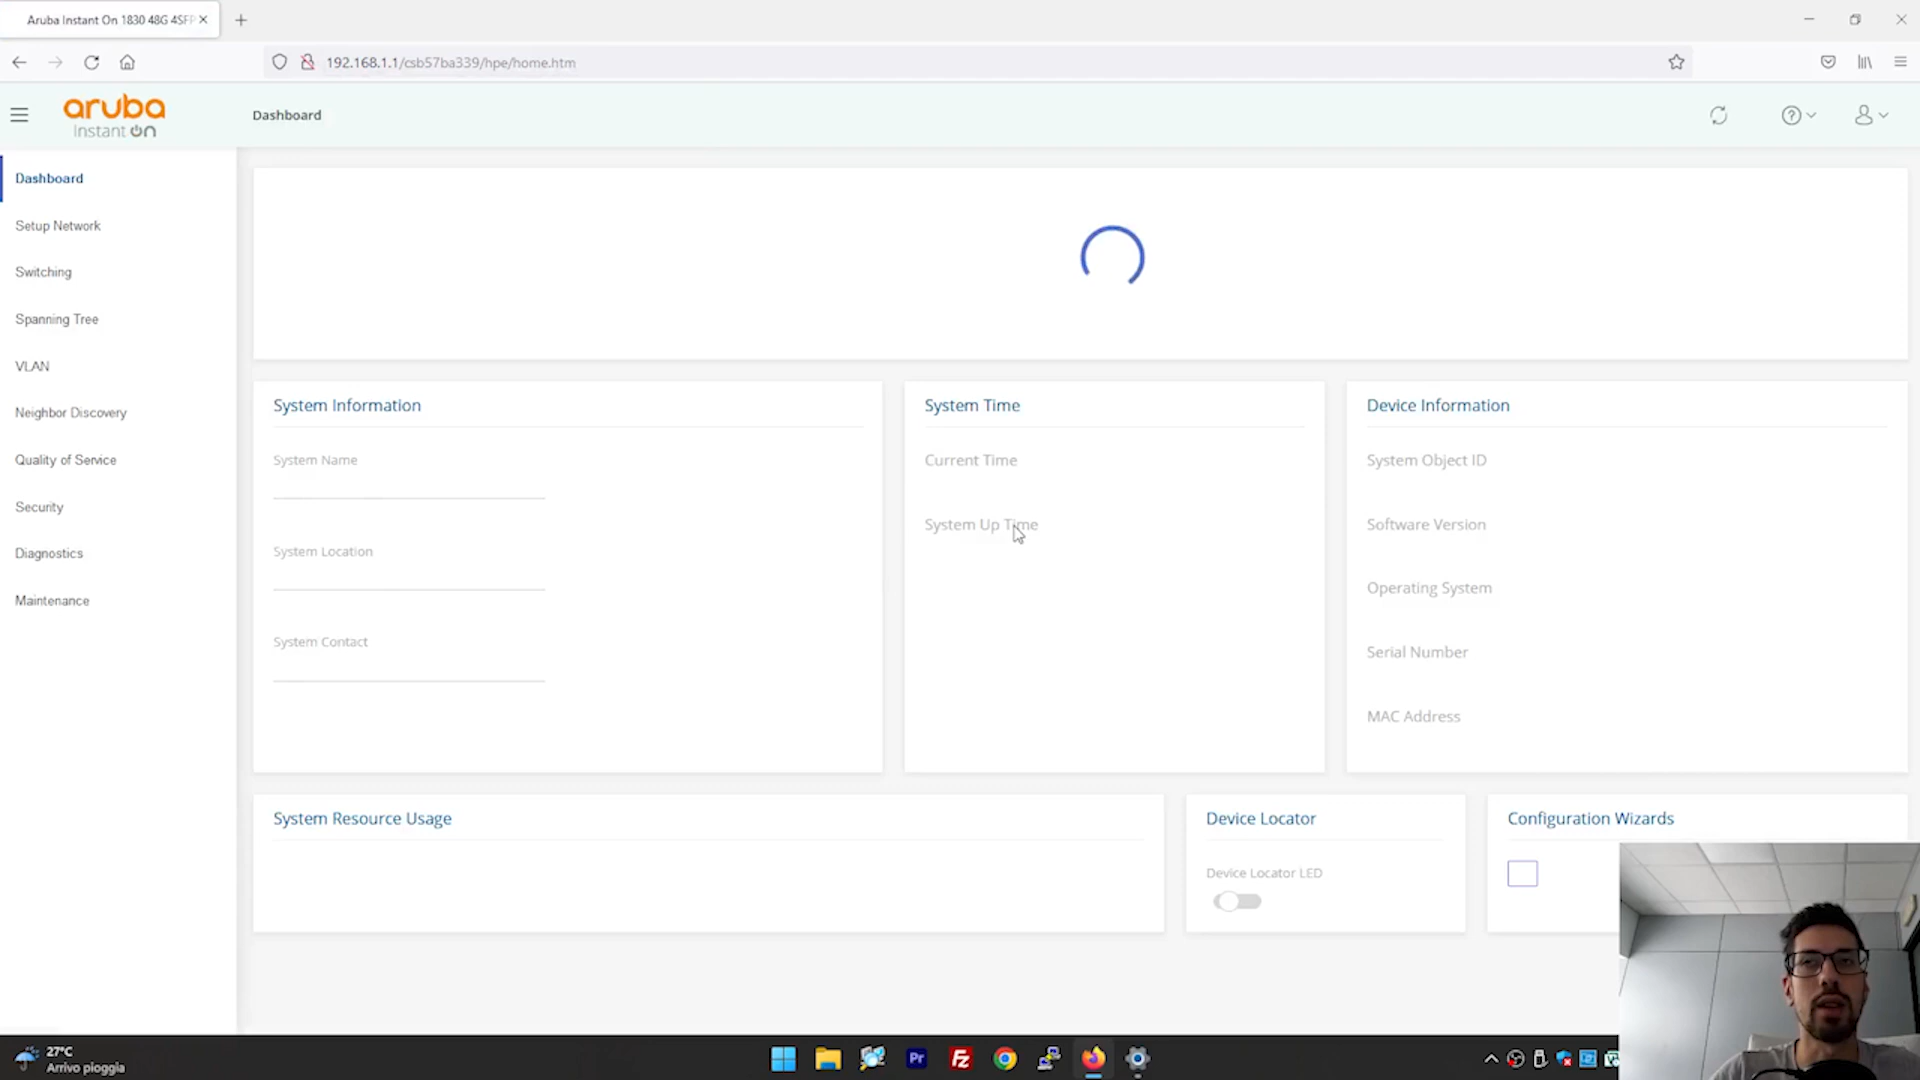 Aruba Instant On 1830 48G 4SFP
192.168.1.1/csb57ba339/hpe/home.htm
aruba
instant on
Dashboard
Dashboard
Setup Network
Switching
Spanning Tree
VLAN
Neighbor Discovery
Quality of Service
Security
Diagnostics
Maintenance
System Information
System Name
System Location
System Contact
System Time
Current Time
System Up Time
Device Information
System Object ID
Software Version
Operating System
Serial Number
MAC Address
System Resource Usage
Device Locator
Device Locator LED
Configuration Wizards
27°C
Arrivo pioggia
Pr
FZ